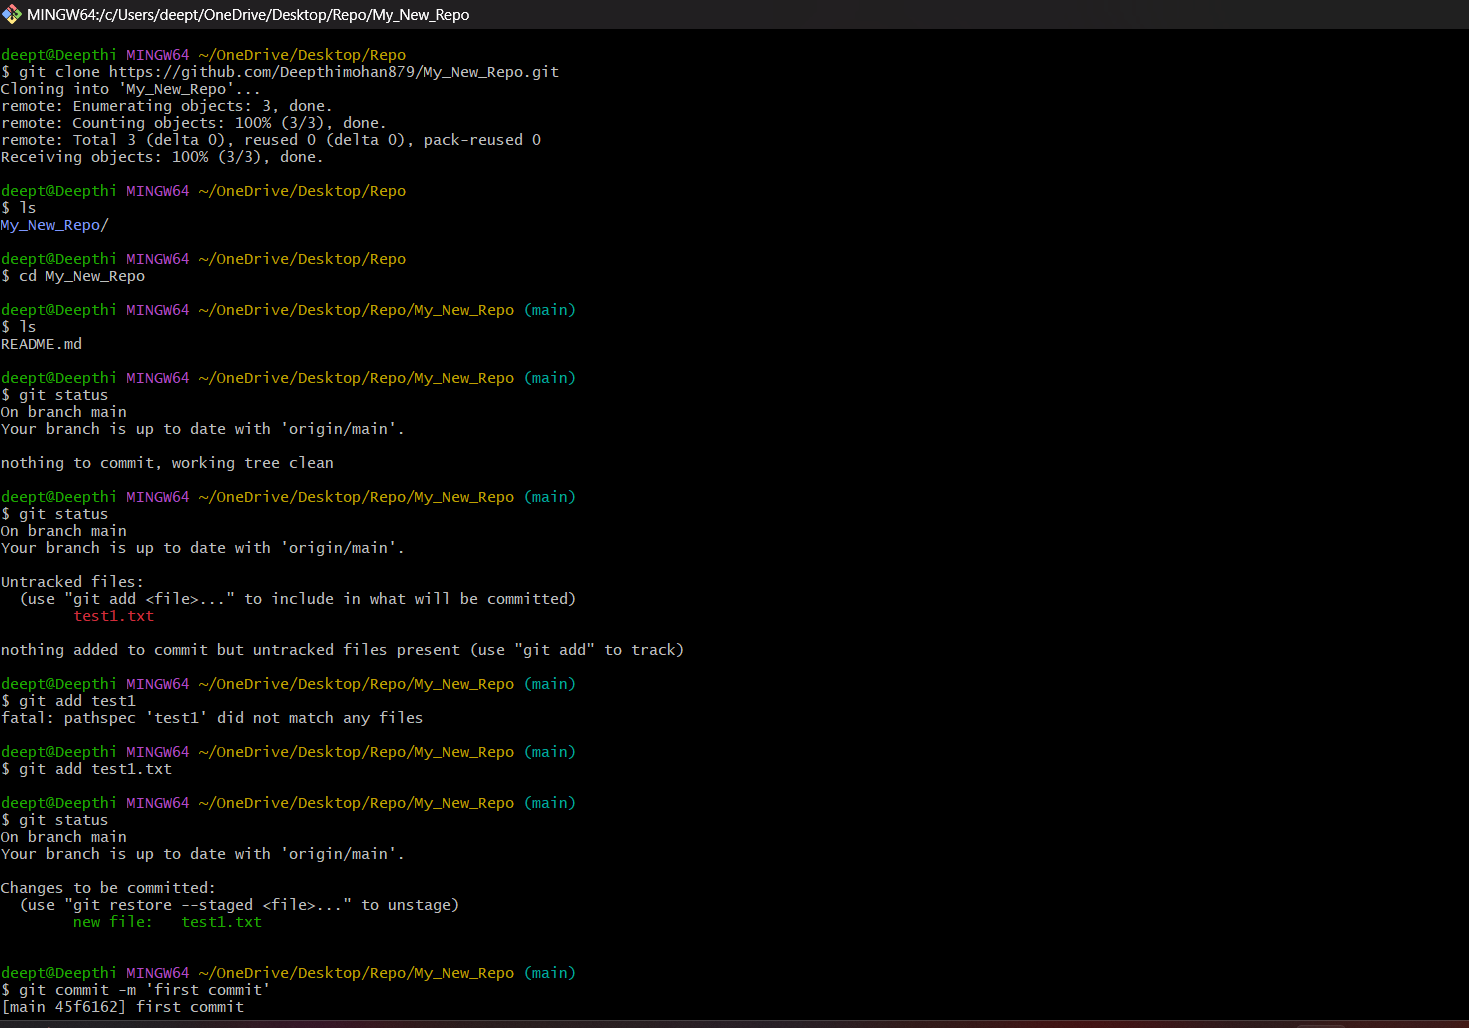 MINGW64:/c/Users/deept/OneDrive/Desktop/Repo/My_New_Repo
deept@Deepthi MINGW64 ~/OneDrive/Desktop/Repo
$ git clone https://github.com/Deepthimohan879/My_New_Repo.git
Cloning into 'My_New_Repo'...
remote: Enumerating objects: 3, done.
remote: Counting objects: 100% (3/3), done.
remote: Total 3 (delta 0), reused 0 (delta 0), pack-reused 0
Receiving objects: 100% (3/3), done.
deept@Deepthi MINGW64 ~/OneDrive/Desktop/Repo
$ ls
My_New_Repo/
deept@Deepthi MINGW64 ~/OneDrive/Desktop/Repo
$ cd My_New_Repo
deept@Deepthi MINGW64 ~/OneDrive/Desktop/Repo/My_New_Repo (main)
$ ls
README.md
deept@Deepthi MINGW64 ~/OneDrive/Desktop/Repo/My_New_Repo (main)
$ git status
On branch main
Your branch is up to date with 'origin/main'.
nothing to commit, working tree clean
deept@Deepthi MINGW64 ~/OneDrive/Desktop/Repo/My_New_Repo (main)
$ git status
On branch main
Your branch is up to date with 'origin/main'.
Untracked files:
  (use "git add <file>..." to include in what will be committed)
        test1.txt
nothing added to commit but untracked files present (use "git add" to track)
deept@Deepthi MINGW64 ~/OneDrive/Desktop/Repo/My_New_Repo (main)
$ git add test1
fatal: pathspec 'test1' did not match any files
deept@Deepthi MINGW64 ~/OneDrive/Desktop/Repo/My_New_Repo (main)
$ git add test1.txt
deept@Deepthi MINGW64 ~/OneDrive/Desktop/Repo/My_New_Repo (main)
$ git status
On branch main
Your branch is up to date with 'origin/main'.
Changes to be committed:
  (use "git restore --staged <file>..." to unstage)
        new file:   test1.txt
deept@Deepthi MINGW64 ~/OneDrive/Desktop/Repo/My_New_Repo (main)
$ git commit -m 'first commit'
[main 45f6162] first commit